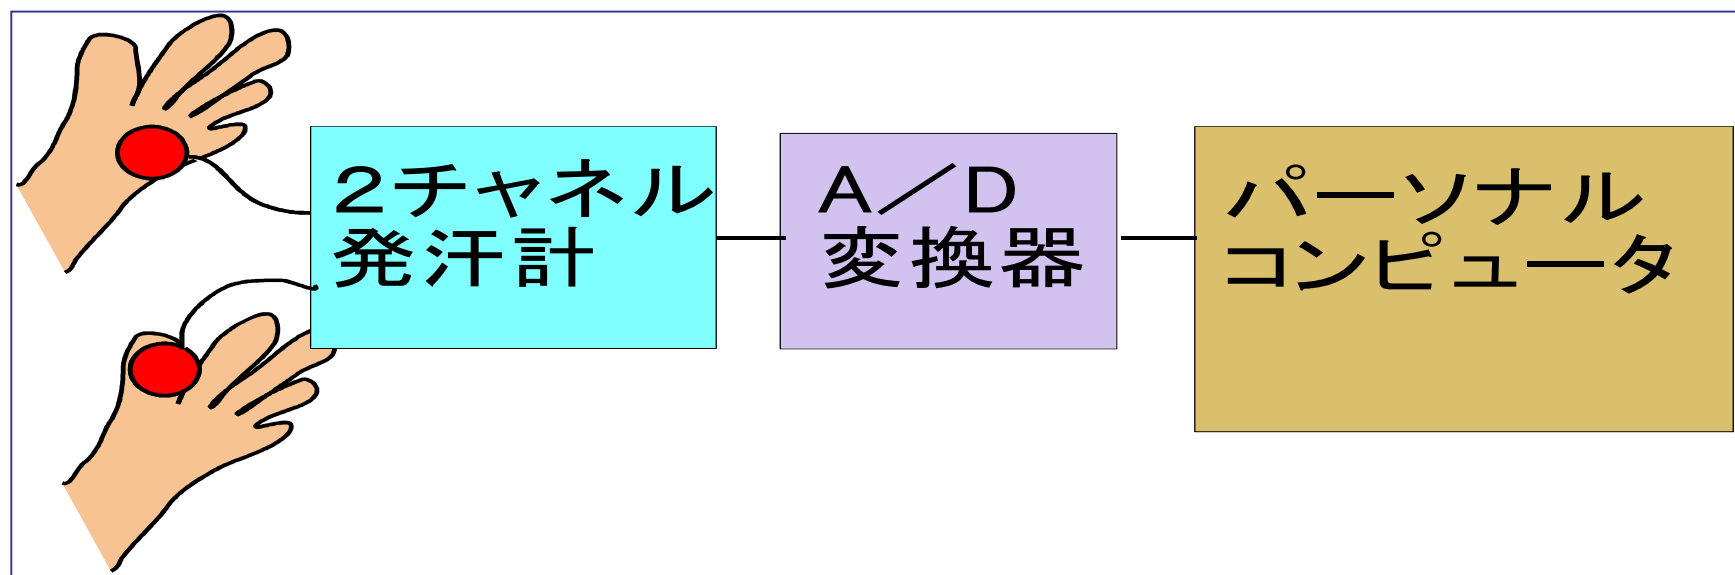 2チャネル
発汗計
A/D
変換器
パーソナル
コンピュータ